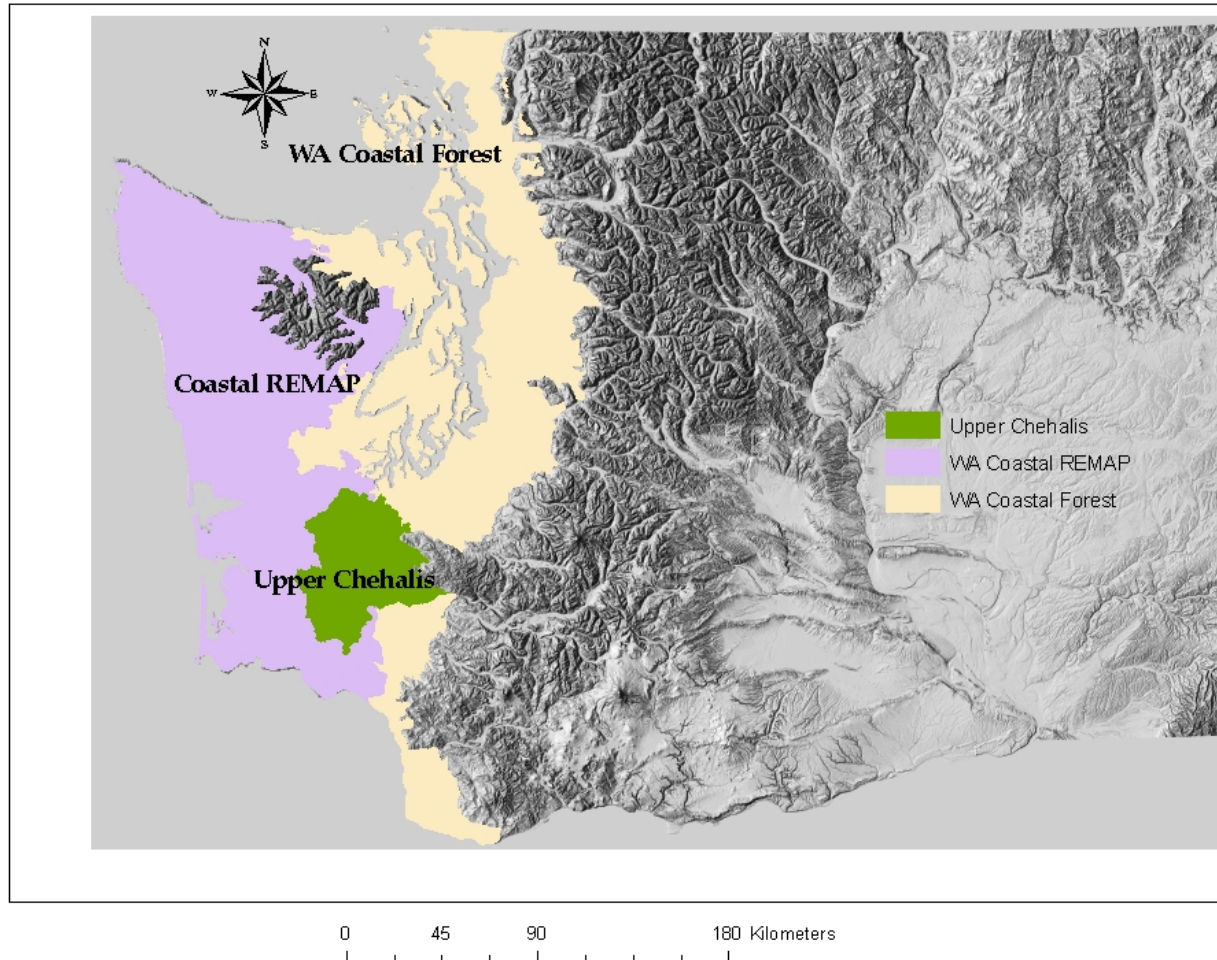 N
W E
S
WA Coastal Forest
Coastal REMAP
Upper Chehalis
Upper Chehalis
WA Coastal REMAP
WA Coastal Forest
0 45 90 180 Kilometers